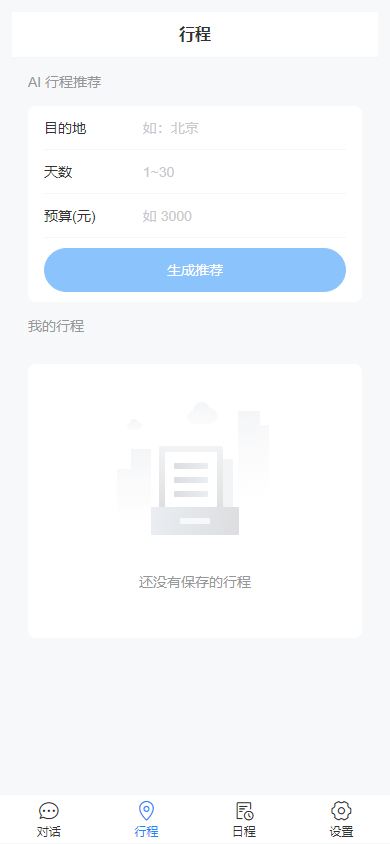 行程
AI 行程推荐
目的地 如：北京
天数 1~30
预算(元) 如 3000
生成推荐
我的行程
还没有保存的行程
对话 行程 日程 设置